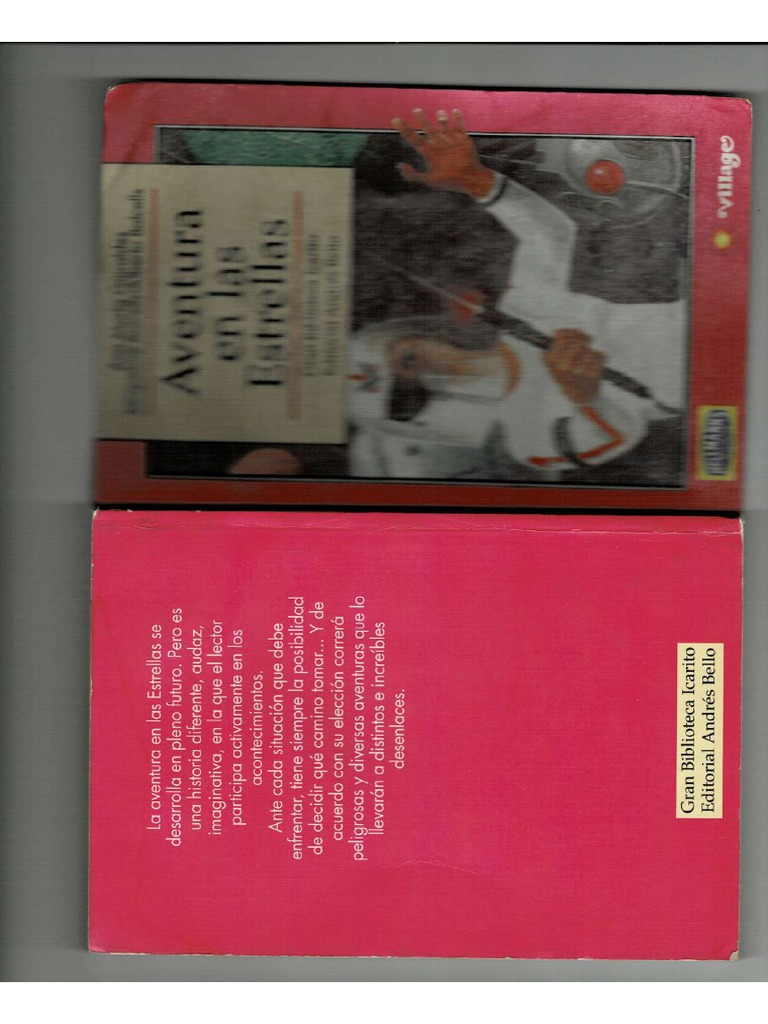 Aventura
en las
Estrellas
village
La aventura en las Estrellas se
desarrolla en pleno futuro. Pero es
una historia diferente, audaz,
imaginativa, en la que el lector
participa activamente en los
acontecimientos.
Ante cada situación que debe
enfrentar, tiene siempre la posibilidad
de decidir qué camino tomar... Y de
acuerdo con su elección correrá
peligrosas y diversas aventuras que lo
llevarán a distintos e increíbles
desenlaces.
Gran Biblioteca Icarito
Editorial Andrés Bello